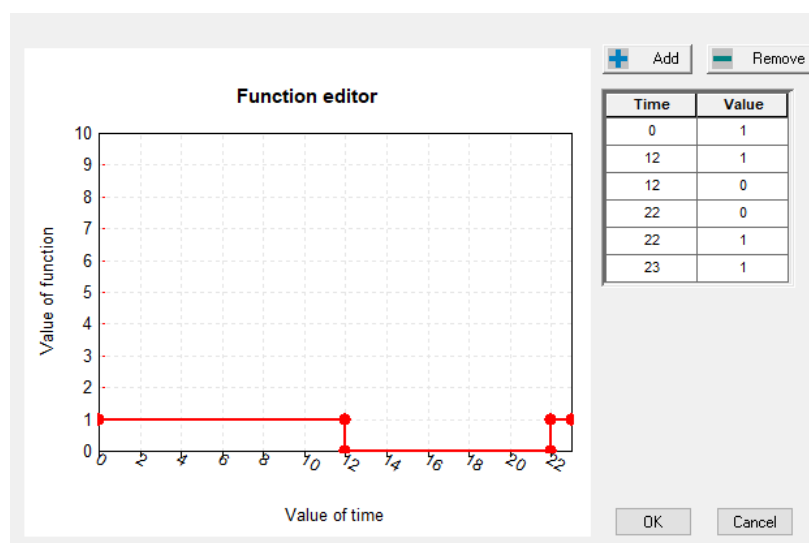 Add Remove
Function editor
Time Value
0 1
12 1
12 0
22 0
22 1
23 1
10
9
8
7
6
5
4
3
2
1
0
Value of function
0 2 4 6 8 10 12 14 16 18 20 22
Value of time
OK Cancel